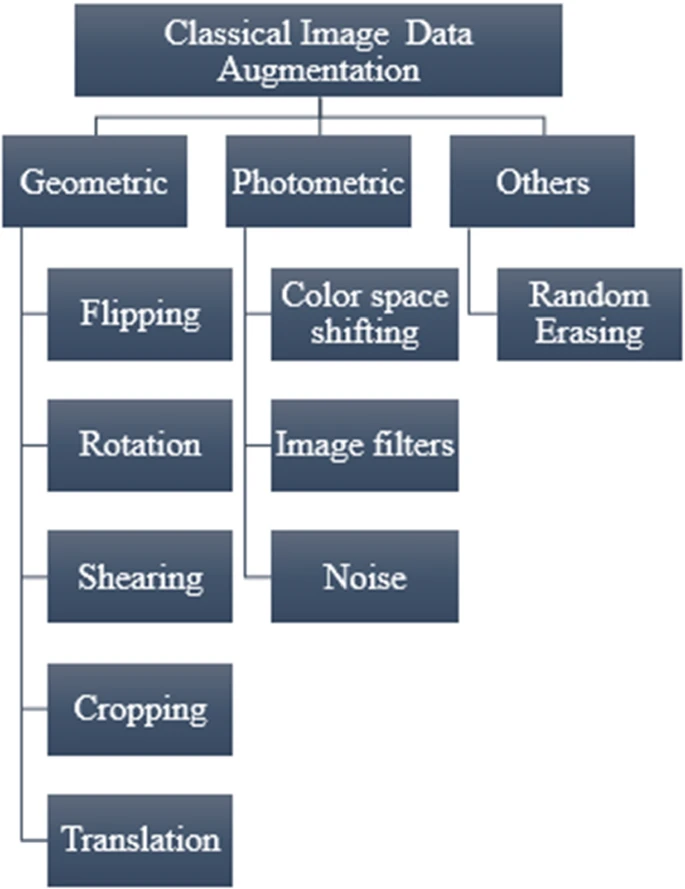 Classical Image Data
Augmentation
Geometric
Photometric
Others
Flipping
Rotation
Shearing
Cropping
Translation
Color space
shifting
Image filters
Noise
Random
Erasing